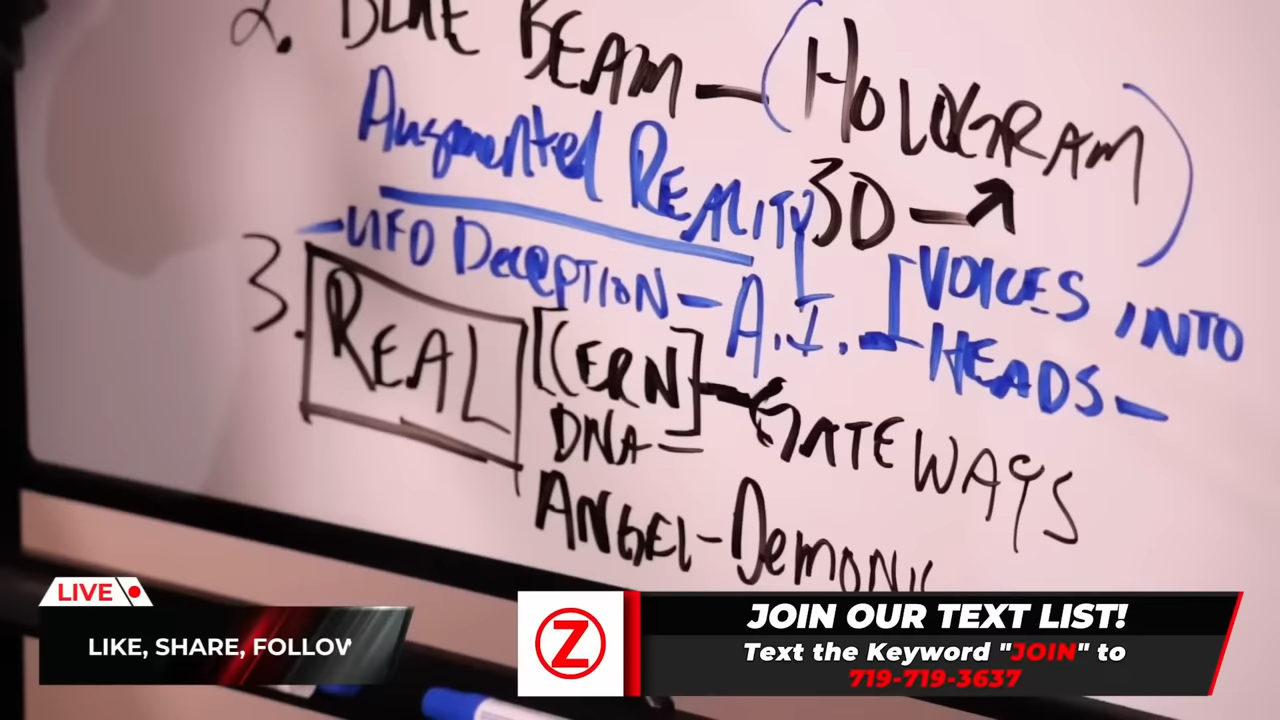 2. BLUE BEAM — (HOLOGRAM)
Augmented REALITY 3D —
- UFO DECEPTION - A.I. - VOICES INTO
HEADS -
3. REAL [CERN] - GATEWAYS
DNA =
ANGEL-DEMONIC
LIVE
LIKE, SHARE, FOLLOW
Z
JOIN OUR TEXT LIST!
Text the Keyword "JOIN" to
719-719-3637